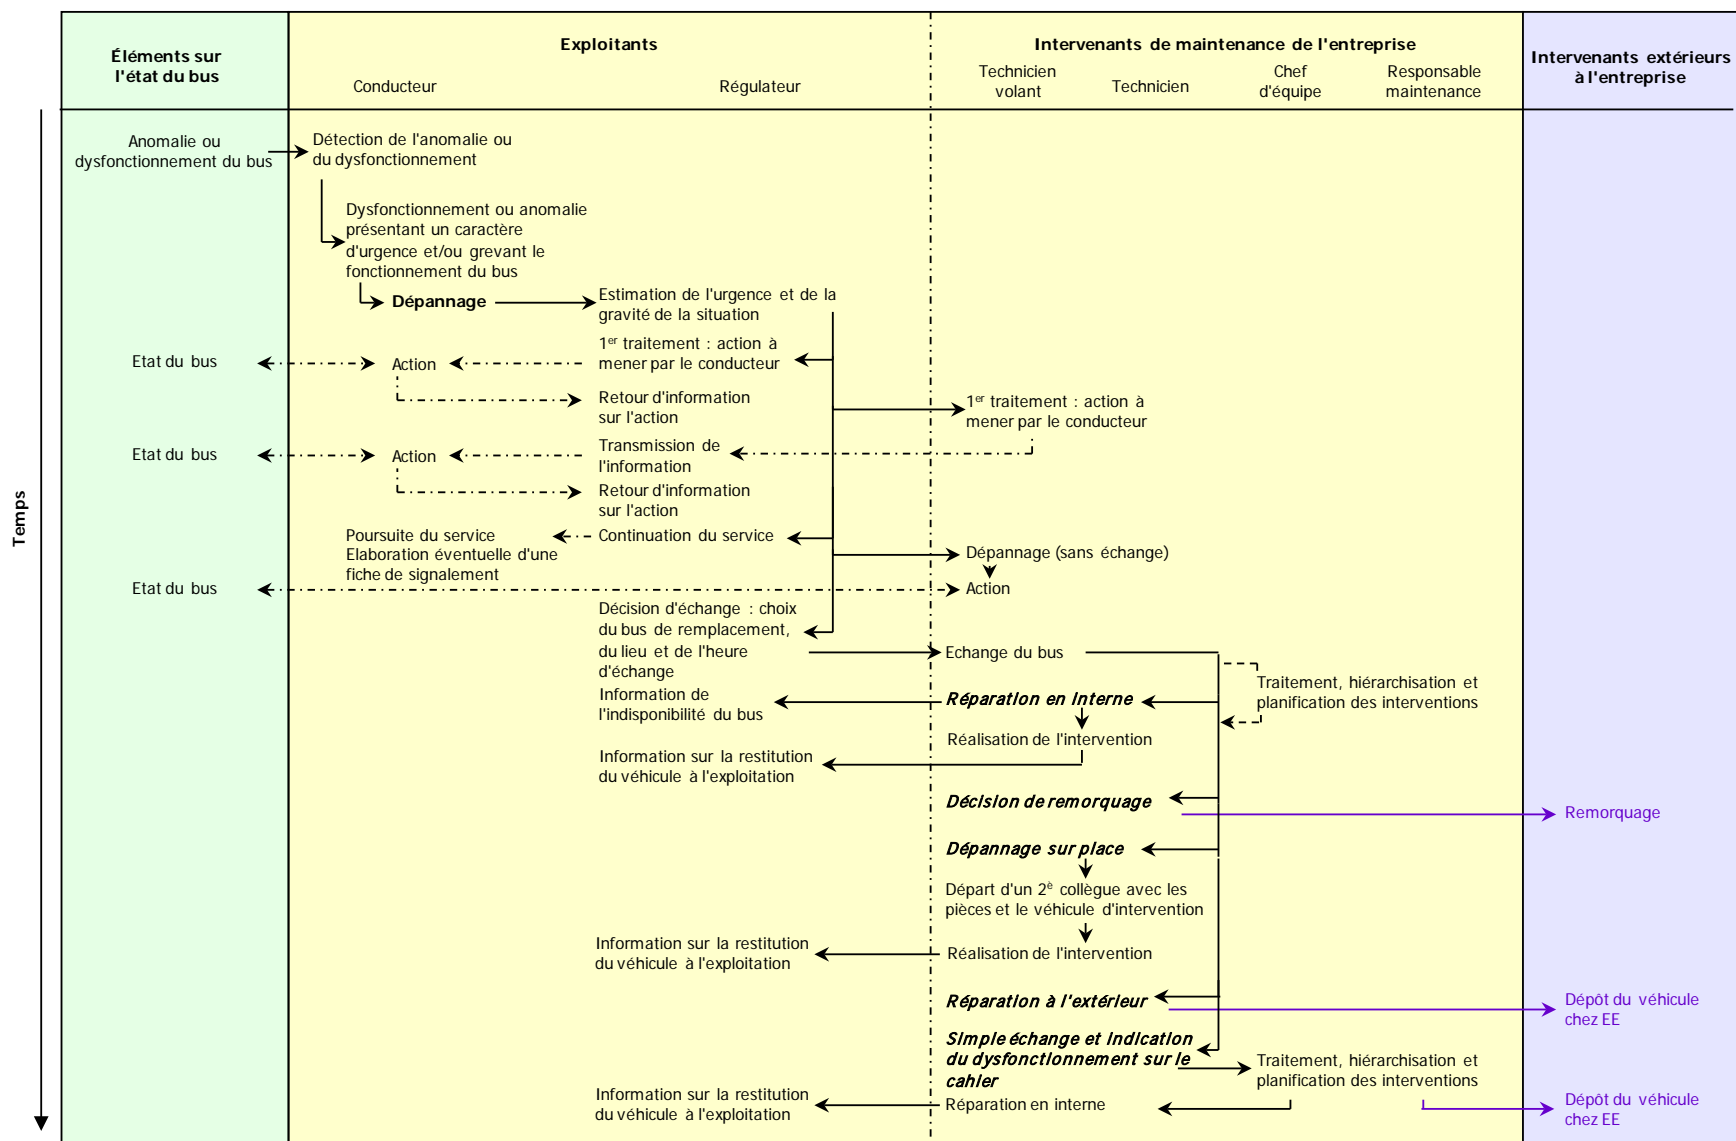 Éléments sur
l'état du bus
Exploitants
Conducteur
Régulateur
Intervenants de maintenance de l'entreprise
Technicien
volant
Technicien
Chef
d'équipe
Responsable
maintenance
Intervenants extérieurs
à l'entreprise
Temps
Anomalie ou
dysfonctionnement du bus
Détection de l'anomalie ou
du dysfonctionnement
Dysfonctionnement ou anomalie
présentant un caractère
d'urgence et/ou grevant le
fonctionnement du bus
Dépannage
Estimation de l'urgence et de la
gravité de la situation
Etat du bus
Action
1er traitement : action à
mener par le conducteur
Retour d'information
sur l'action
1er traitement : action à
mener par le conducteur
Etat du bus
Action
Transmission de
l'information
Retour d'information
sur l'action
Poursuite du service
Elaboration éventuelle d'une
fiche de signalement
Continuation du service
Dépannage (sans échange)
Etat du bus
Action
Décision d'échange : choix
du bus de remplacement,
du lieu et de l'heure
d'échange
Echange du bus
Traitement, hiérarchisation et
planification des interventions
Information de
l'indisponibilité du bus
Réparation en interne
Réalisation de l'intervention
Information sur la restitution
du véhicule à l'exploitation
Décision de remorquage
Remorquage
Dépannage sur place
Départ d'un 2è collègue avec les
pièces et le véhicule d'intervention
Information sur la restitution
du véhicule à l'exploitation
Réalisation de l'intervention
Réparation à l'extérieur
Dépôt du véhicule
chez EE
Simple échange et indication
du dysfonctionnement sur le
cahier
Traitement, hiérarchisation et
planification des interventions
Information sur la restitution
du véhicule à l'exploitation
Réparation en interne
Dépôt du véhicule
chez EE